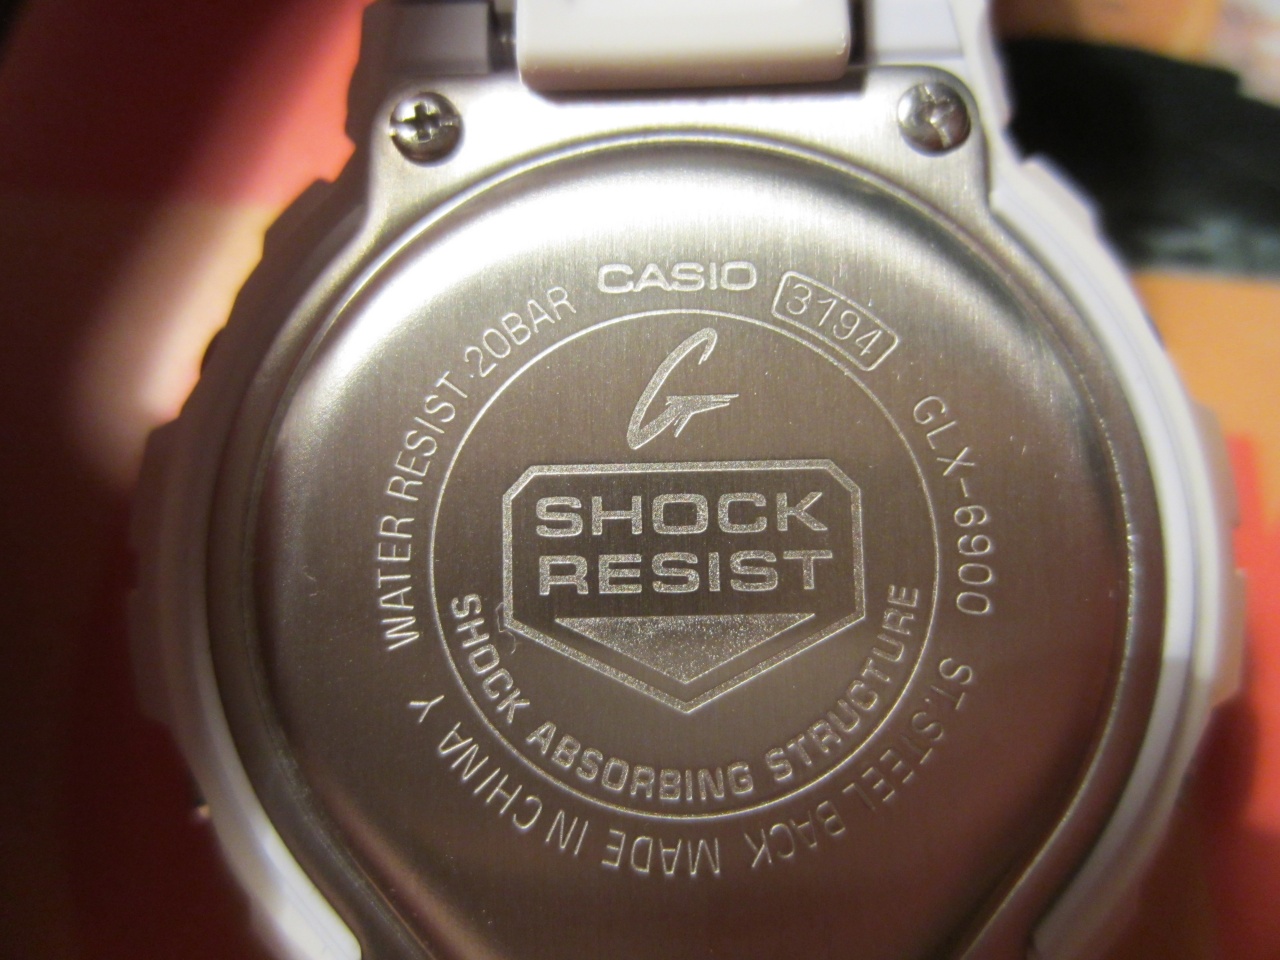 CASIO
3194
GLX-6900
ST.STEEL BACK
MADE IN CHINA Y
WATER RESIST 20BAR
G
SHOCK
RESIST
SHOCK ABSORBING STRUCTURE